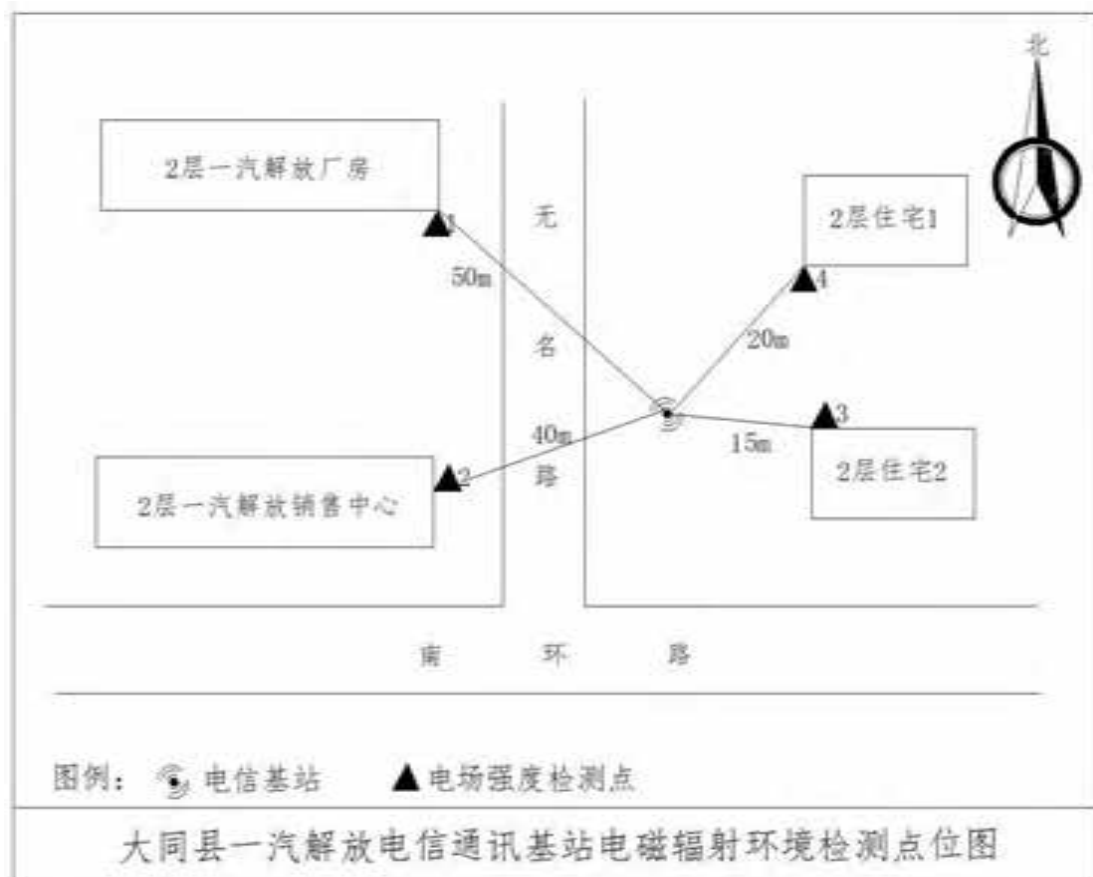 北
2层一汽解放厂房
2层住宅1
1
4
50m
无
名
路
20m
3
40m
15m
2
2层一汽解放销售中心
2层住宅2
南环路
图例： 电信基站 电场强度检测点
大同县一汽解放电信通讯基站电磁辐射环境检测点位图